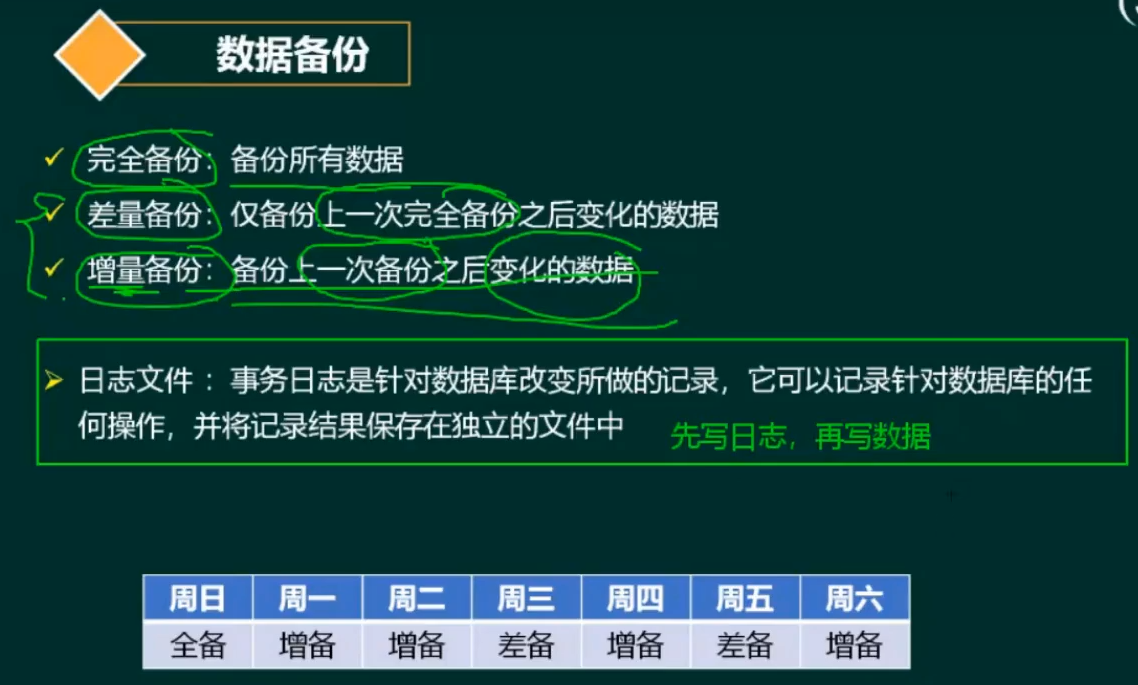 数据备份
完全备份：备份所有数据
差量备份：仅备份上一次完全备份之后变化的数据
增量备份：备份上一次备份之后变化的数据
日志文件 ：事务日志是针对数据库改变所做的记录，它可以记录针对数据库的任
何操作，并将记录结果保存在独立的文件中
先写日志，再写数据
周日 周一 周二 周三 周四 周五 周六
全备 增备 增备 差备 增备 差备 增备